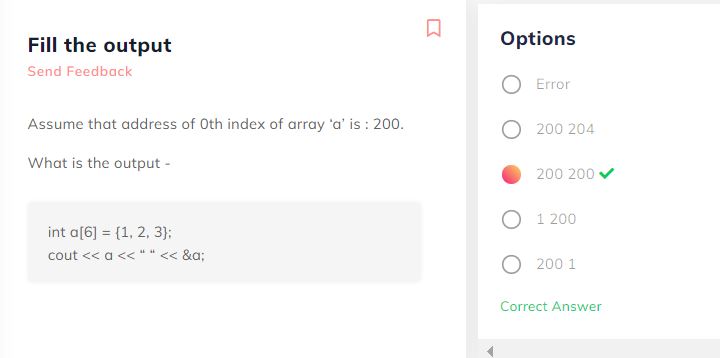 Fill the output
Send Feedback
Assume that address of 0th index of array ‘a’ is : 200.
What is the output -
int a[6] = {1, 2, 3};
cout << a << “ “ << &a;
Options
Error
200 204
200 200
1 200
200 1
Correct Answer